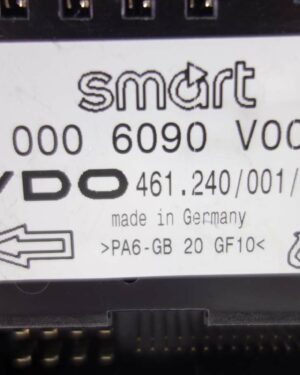 smart
000 6090 V00
VDO 461.240/001/
made in Germany
>PA6-GB 20 GF10<